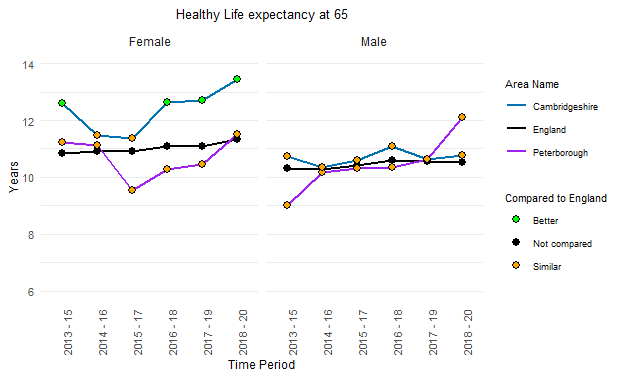 Healthy Life expectancy at 65
Female
Male
14
12
10
8
6
Years
2013 - 15
2014 - 16
2015 - 17
2016 - 18
2017 - 19
2018 - 20
2013 - 15
2014 - 16
2015 - 17
2016 - 18
2017 - 19
2018 - 20
Time Period
Area Name
Cambridgeshire
England
Peterborough
Compared to England
Better
Not compared
Similar